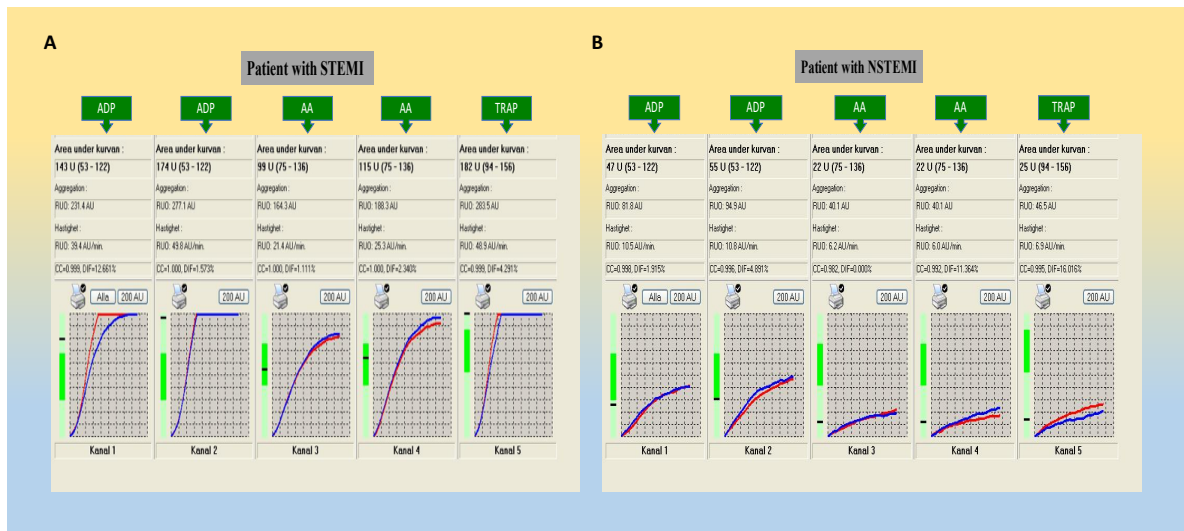 A
Patient with STEMI
ADP ADP AA AA TRAP
Area under kurvan : Area under kurvan : Area under kurvan : Area under kurvan : Area under kurvan :
143 U (53 - 122) 174 U (53 - 122) 99 U (75 - 136) 115 U (75 - 136) 182 U (94 - 156)
Aggregation : Aggregation : Aggregation : Aggregation : Aggregation :
RUO: 231.4 AU RUO: 277.1 AU RUO: 164.3 AU RUO: 188.3 AU RUO: 283.5 AU
Hastighet : Hastighet : Hastighet : Hastighet : Hastighet :
RUO: 39.4 AU/min. RUO: 49.8 AU/min. RUO: 21.4 AU/min. RUO: 25.3 AU/min. RUO: 48.9 AU/min.
CC=0.999, DIF=12.661% CC=1.000, DIF=1.573% CC=1.000, DIF=1.111% CC=1.000, DIF=2.340% CC=0.999, DIF=4.291%
Alla 200 AU 200 AU 200 AU 200 AU 200 AU
Kanal 1 Kanal 2 Kanal 3 Kanal 4 Kanal 5
B
Patient with NSTEMI
ADP ADP AA AA TRAP
Area under kurvan : Area under kurvan : Area under kurvan : Area under kurvan : Area under kurvan :
47 U (53 - 122) 55 U (53 - 122) 22 U (75 - 136) 22 U (75 - 136) 25 U (94 - 156)
Aggregation : Aggregation : Aggregation : Aggregation : Aggregation :
RUO: 81.8 AU RUO: 94.9 AU RUO: 40.1 AU RUO: 40.1 AU RUO: 46.5 AU
Hastighet : Hastighet : Hastighet : Hastighet : Hastighet :
RUO: 10.5 AU/min. RUO: 10.8 AU/min. RUO: 6.2 AU/min. RUO: 6.0 AU/min. RUO: 6.9 AU/min.
CC=0.998, DIF=1.915% CC=0.996, DIF=4.891% CC=0.982, DIF=0.000% CC=0.992, DIF=11.364% CC=0.995, DIF=16.016%
Alla 200 AU 200 AU 200 AU 200 AU 200 AU
Kanal 1 Kanal 2 Kanal 3 Kanal 4 Kanal 5